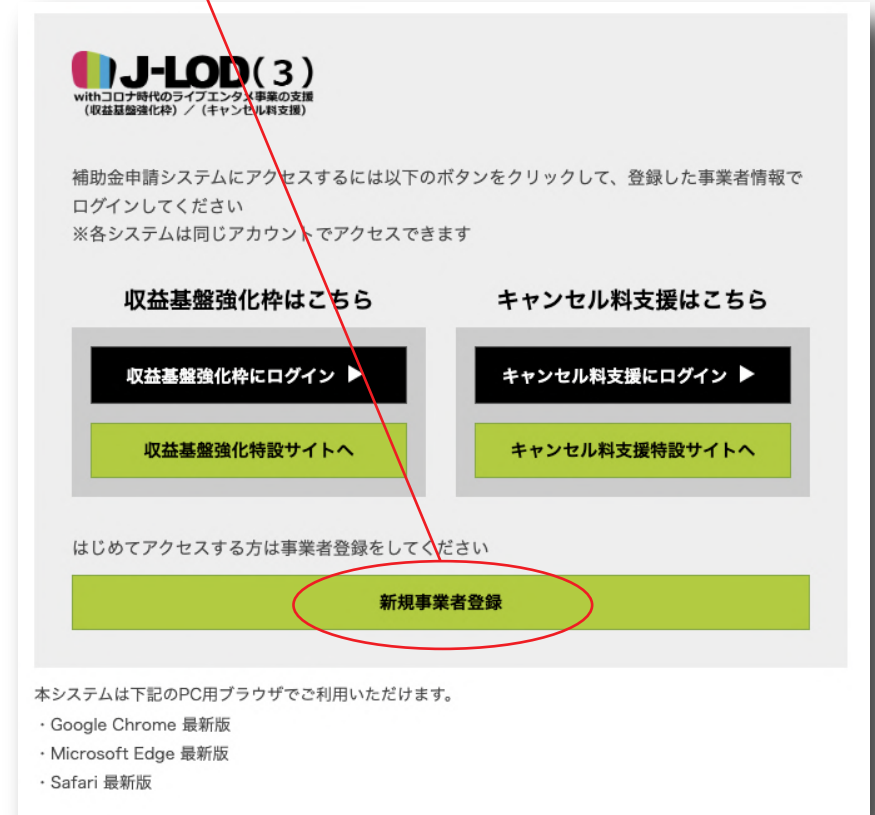 J-LOD(3)
withコロナ時代のライブエンタメ事業の支援
(収益基盤強化枠)／(キャンセル料支援)
補助金申請システムにアクセスするには以下のボタンをクリックして、登録した事業者情報で
ログインしてください
※各システムは同じアカウントでアクセスできます
収益基盤強化枠はこちら
収益基盤強化枠にログイン ▶
収益基盤強化特設サイトへ
キャンセル料支援はこちら
キャンセル料支援にログイン ▶
キャンセル料支援特設サイトへ
はじめてアクセスする方は事業者登録をしてください
新規事業者登録
本システムは下記のPC用ブラウザでご利用いただけます。
・Google Chrome 最新版
・Microsoft Edge 最新版
・Safari 最新版